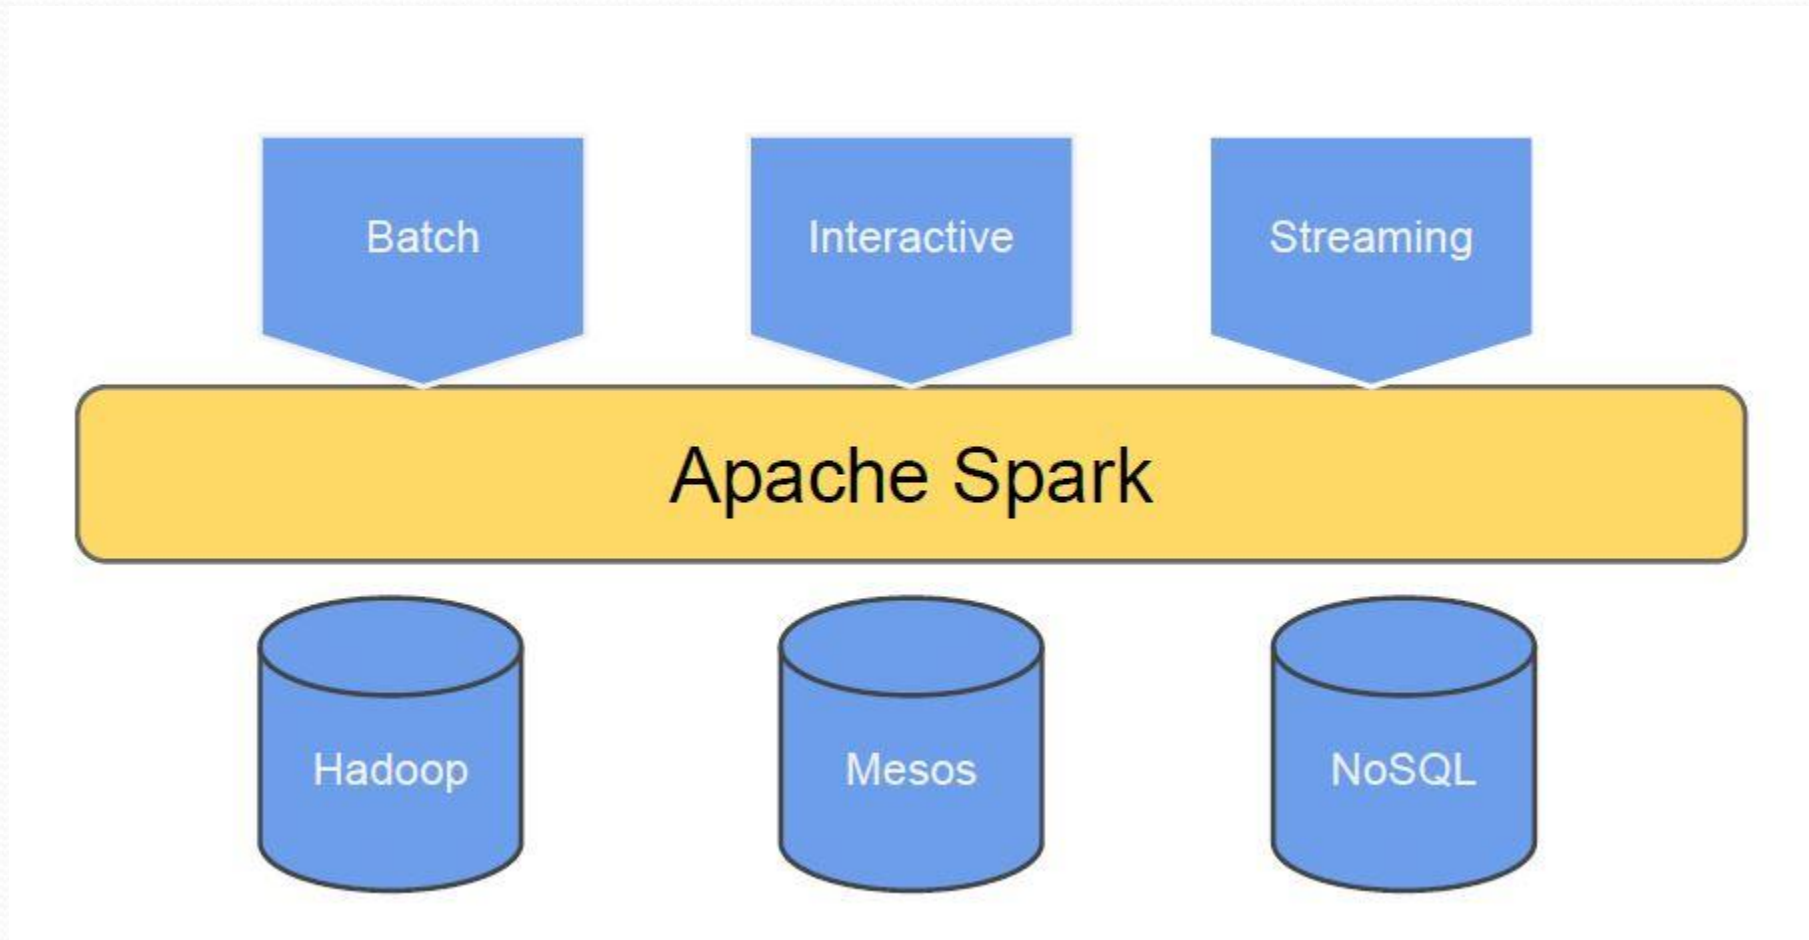 Batch
Interactive
Streaming
Apache Spark
Hadoop
Mesos
NoSQL